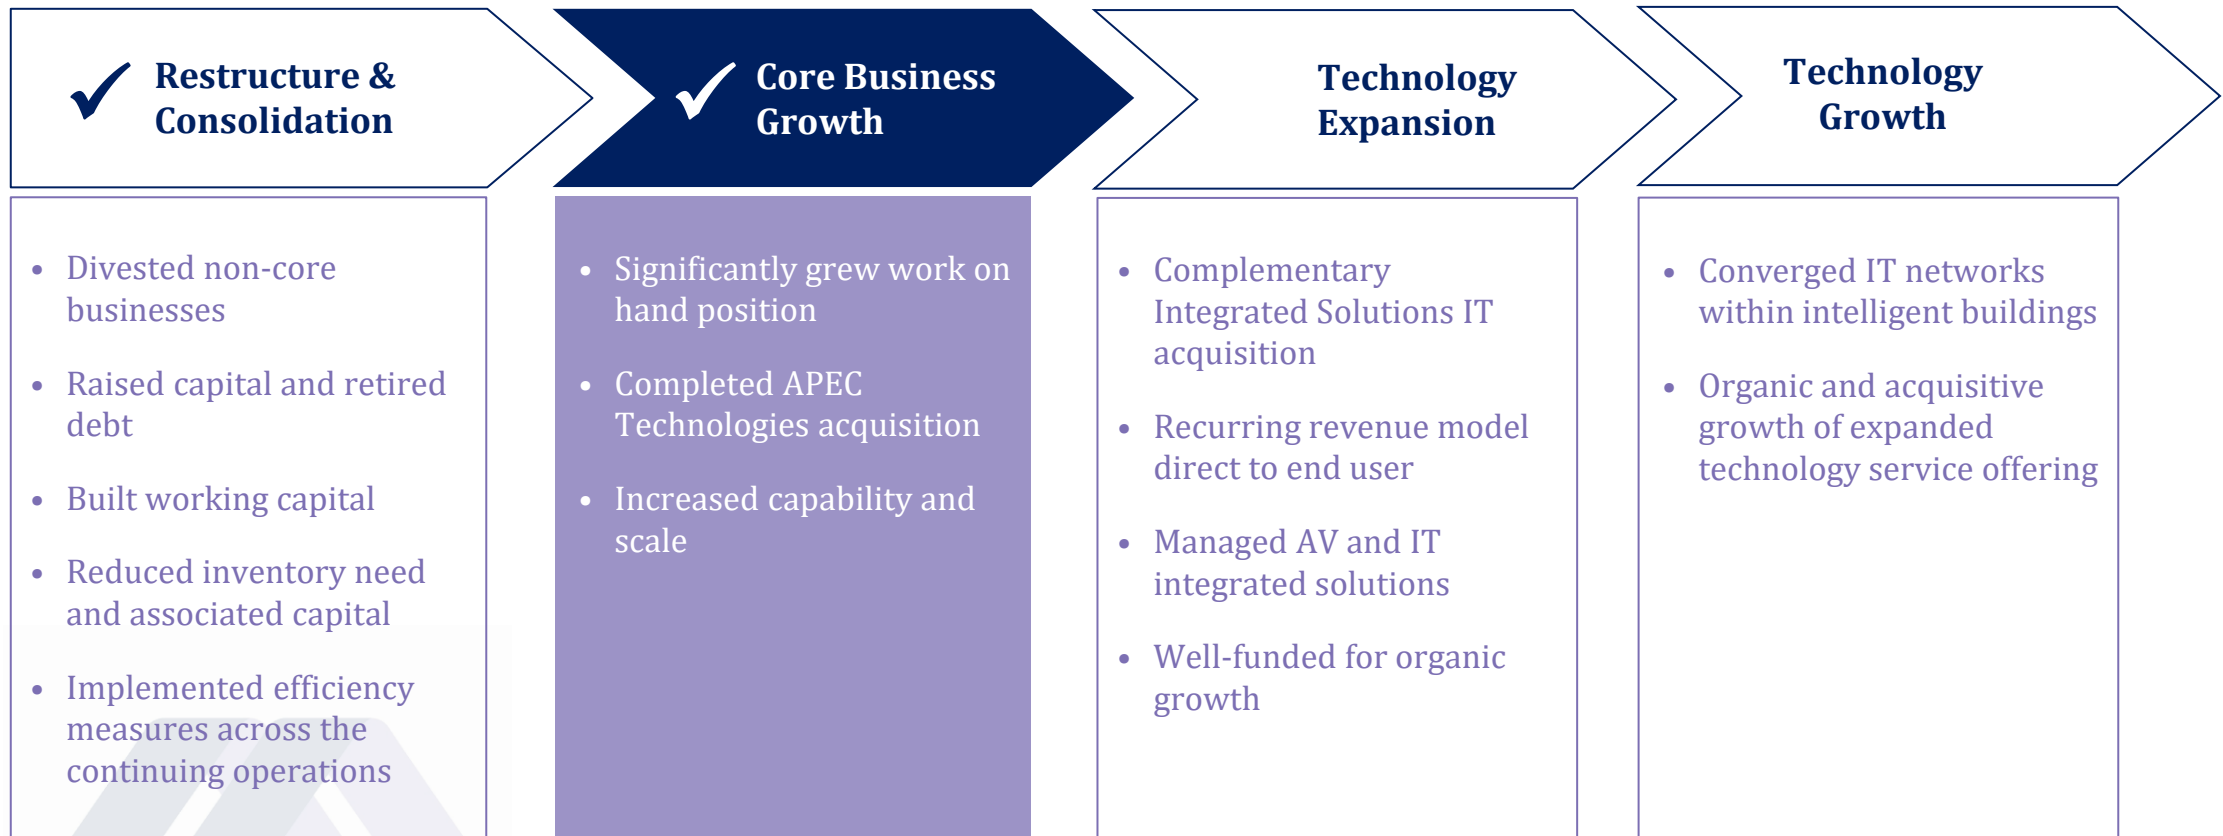 Restructure &
Consolidation
• Divested non-core
businesses
• Raised capital and retired
debt
• Built working capital
• Reduced inventory need
and associated capital
• Implemented efficiency
measures across the
continuing operations
Core Business
Growth
• Significantly grew work on
hand position
• Completed APEC
Technologies acquisition
• Increased capability and
scale
Technology
Expansion
• Complementary
Integrated Solutions IT
acquisition
• Recurring revenue model
direct to end user
• Managed AV and IT
integrated solutions
• Well-funded for organic
growth
Technology
Growth
• Converged IT networks
within intelligent buildings
• Organic and acquisitive
growth of expanded
technology service offering